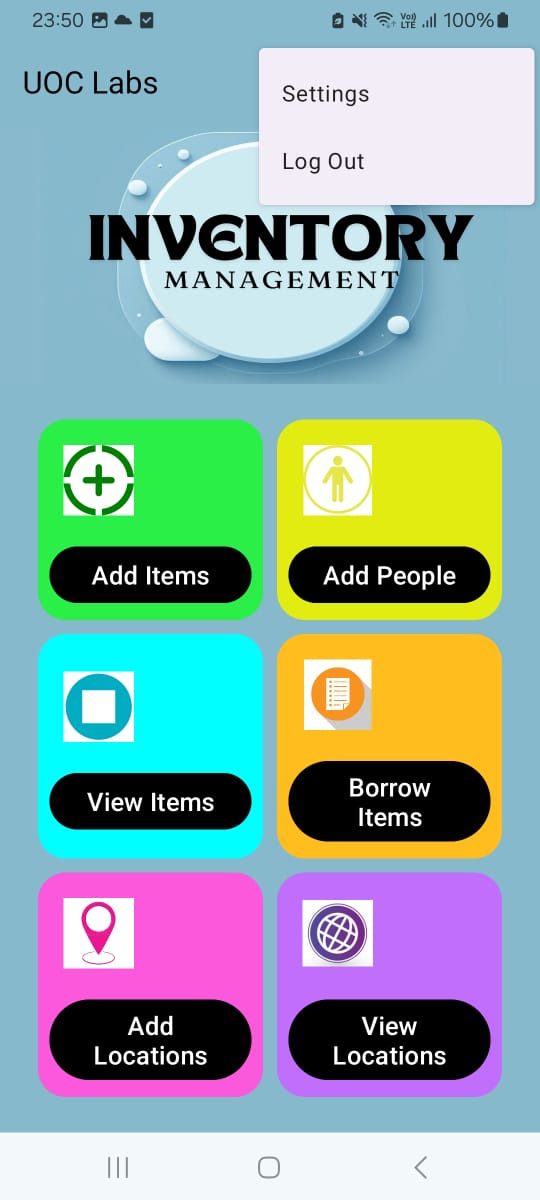 23:50 Vo) LTE 100%
UOC Labs
Settings
Log Out
INVENTORY
MANAGEMENT
Add Items
Add People
View Items
Borrow
Items
Add
Locations
View
Locations